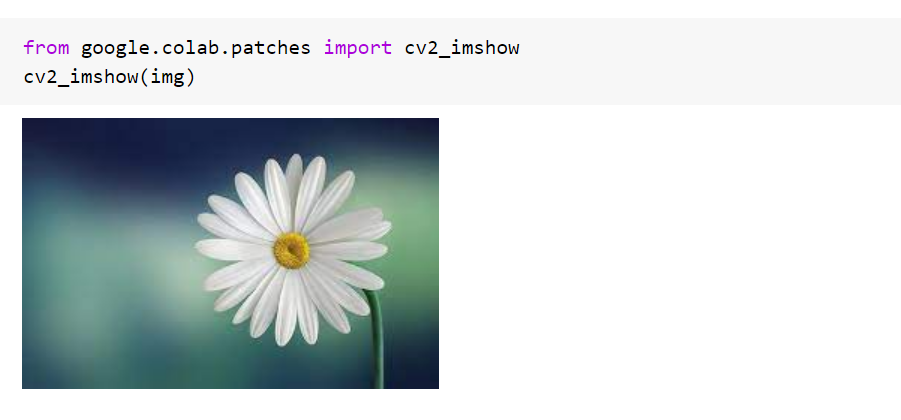 from google.colab.patches import cv2_imshow
cv2_imshow(img)